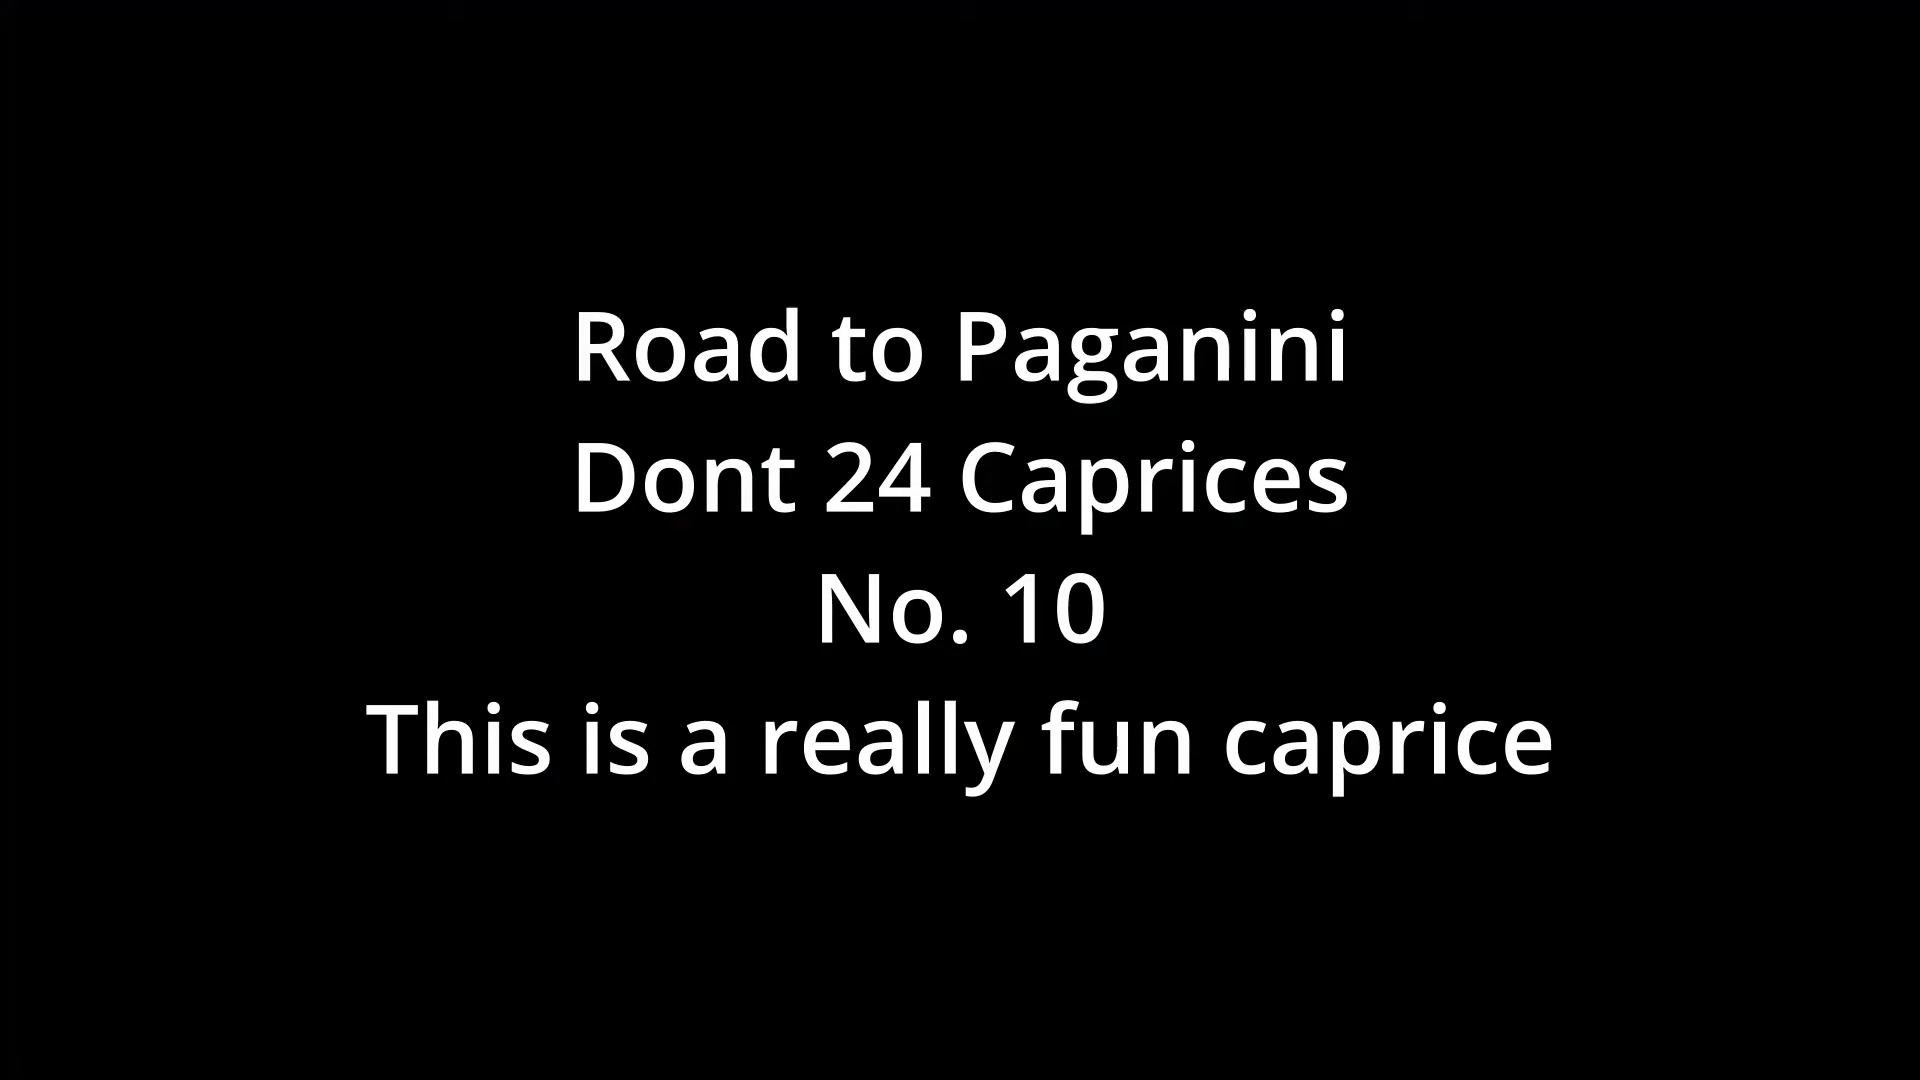 Road to Paganini
Dont 24 Caprices
No. 10
This is a really fun caprice